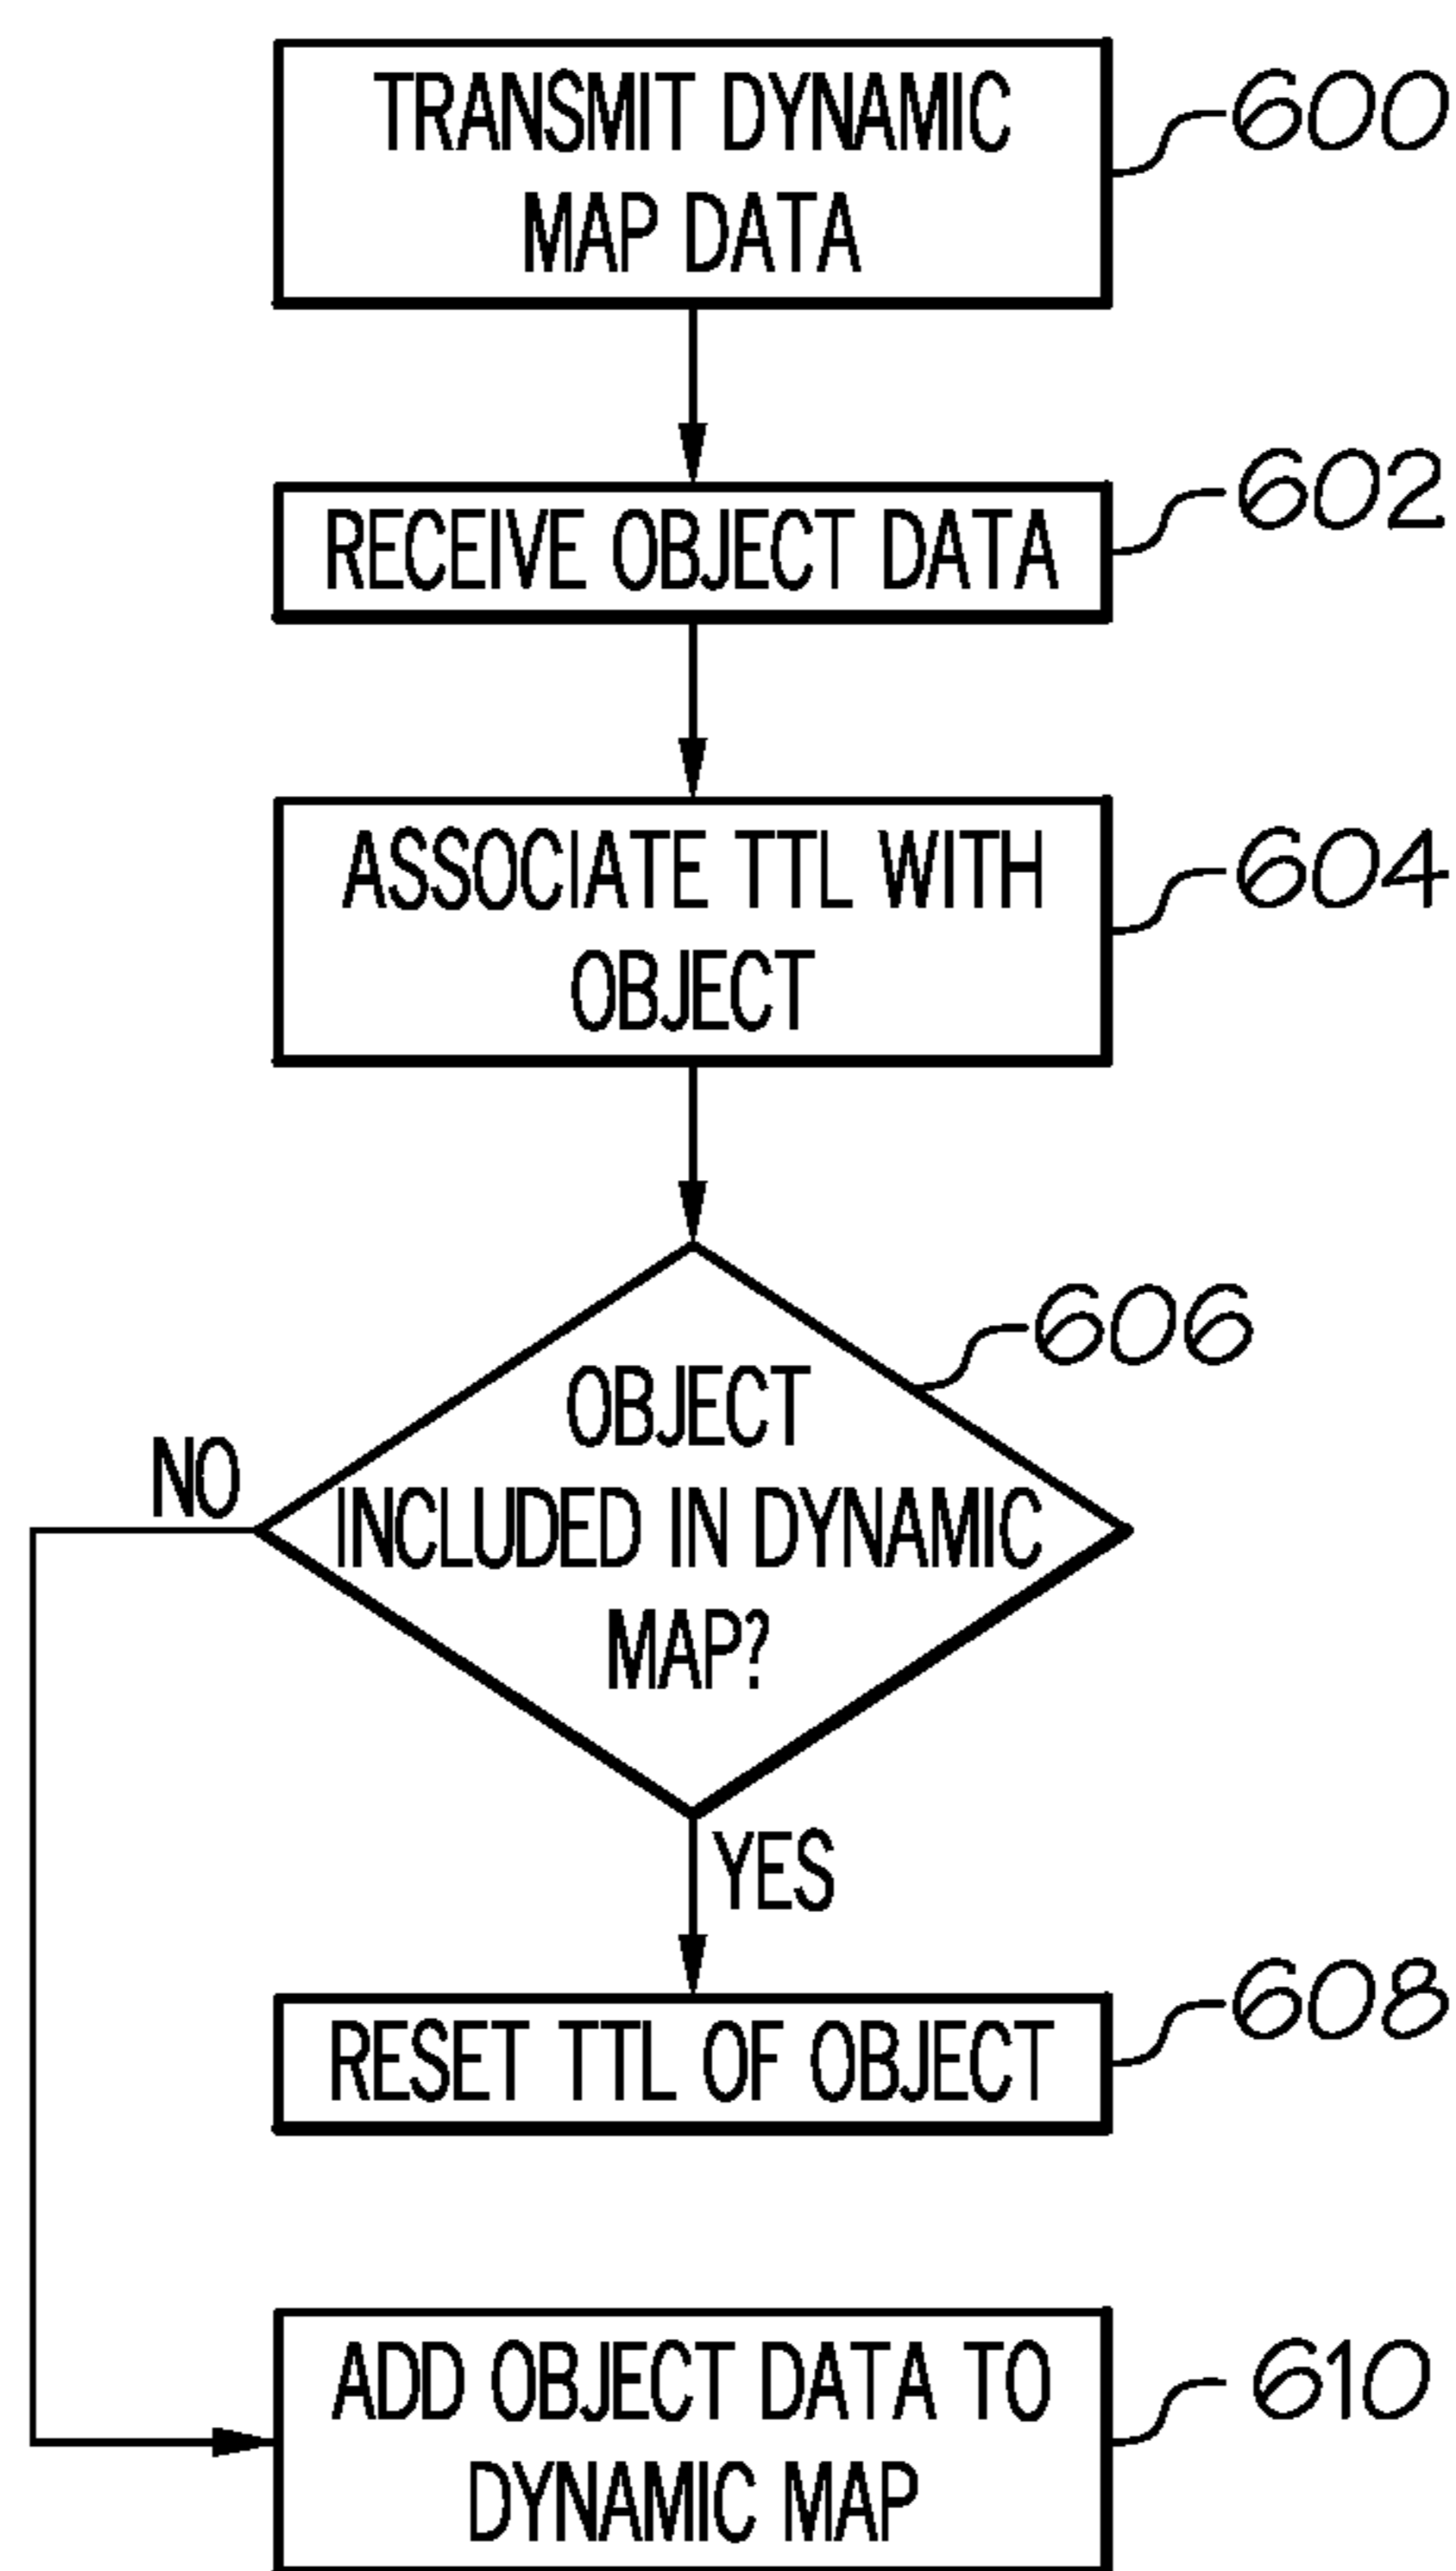 TRANSMIT DYNAMIC
MAP DATA
600
RECEIVE OBJECT DATA
602
ASSOCIATE TTL WITH
OBJECT
604
606
OBJECT
INCLUDED IN DYNAMIC
MAP?
NO
YES
RESET TTL OF OBJECT
608
ADD OBJECT DATA TO
DYNAMIC MAP
610